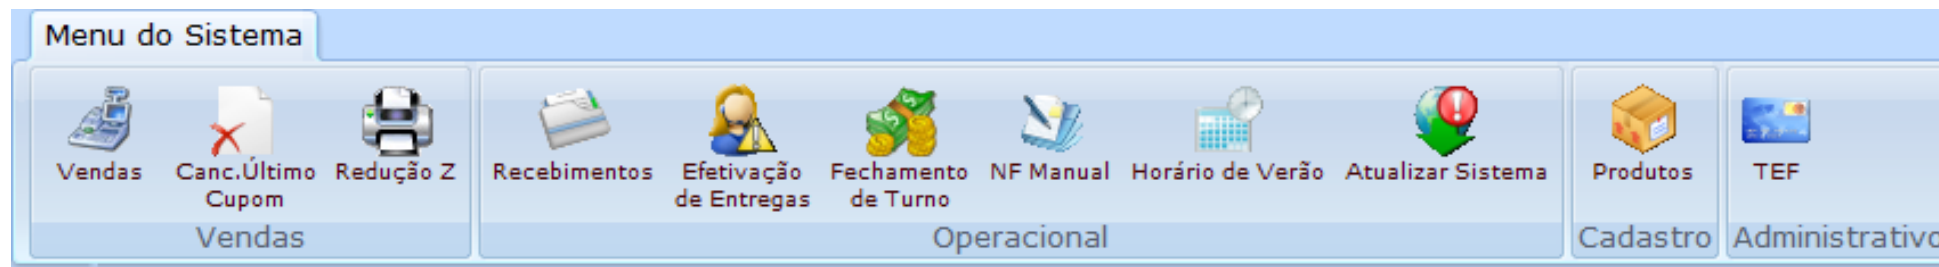 Menu do Sistema
Vendas
Canc.Último
Cupom
Redução Z
Vendas
Recebimentos
Efetivação
de Entregas
Fechamento
de Turno
NF Manual
Horário de Verão
Atualizar Sistema
Operacional
Produtos
Cadastro
TEF
Administrativo